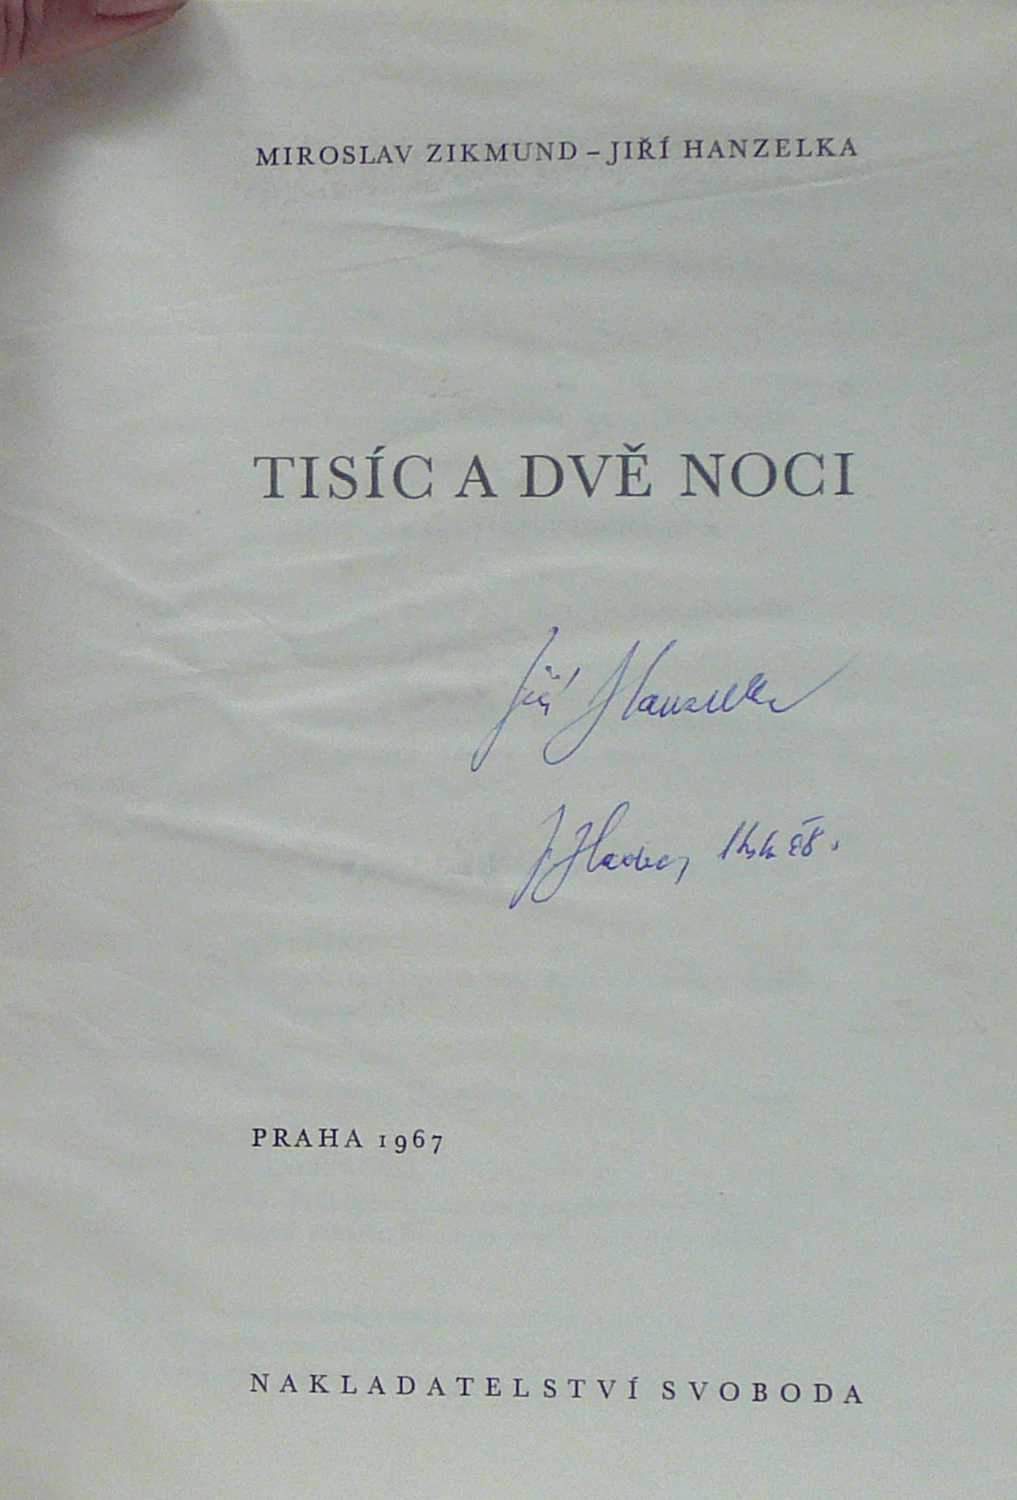 MIROSLAV ZIKMUND – JIŘÍ HANZELKA
TISÍC A DVĚ NOCI
Jiří Hanzelka
PRAHA 1967
NAKLADATELSTVÍ SVOBODA